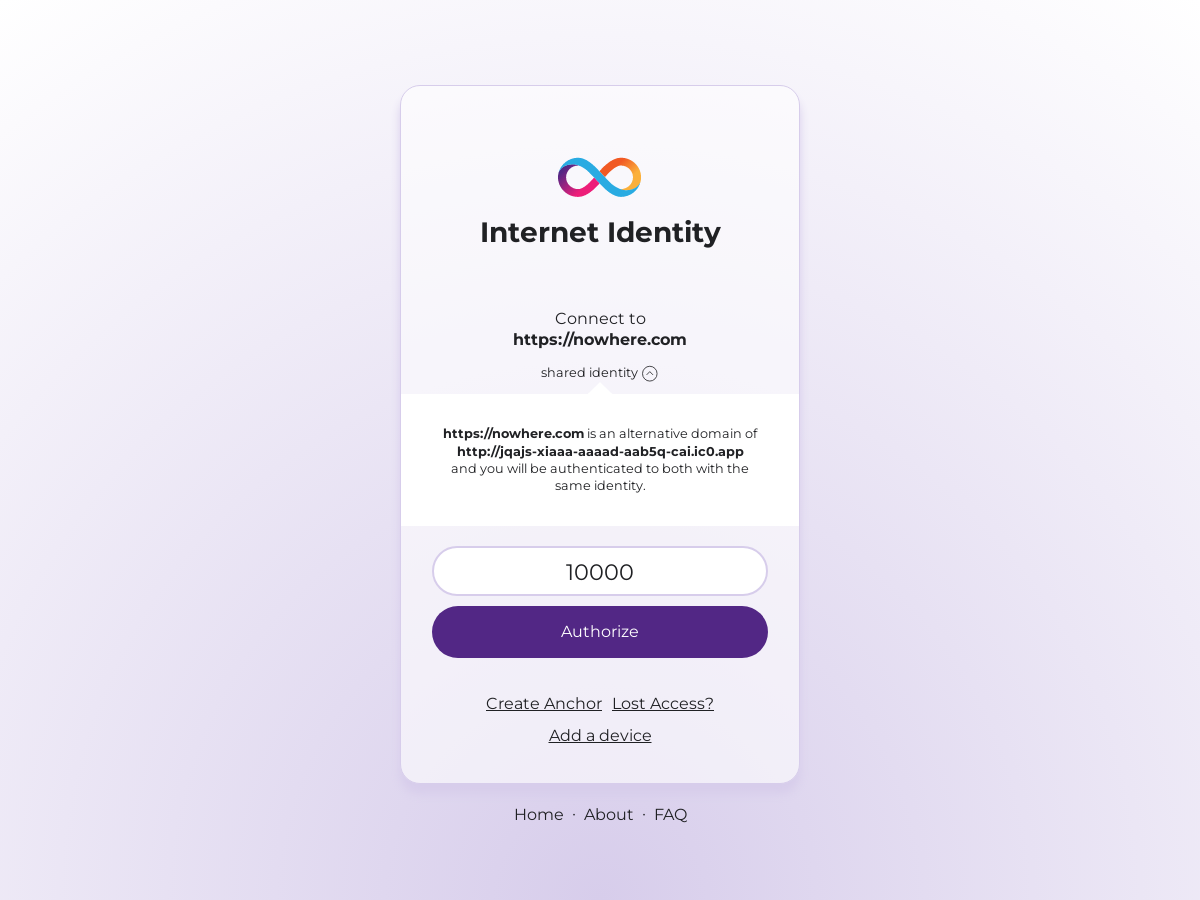 Internet Identity
Connect to
https://nowhere.com
shared identity
https://nowhere.com is an alternative domain of
http://jqajs-xiaaa-aaaad-aab5q-cai.ic0.app
and you will be authenticated to both with the
same identity.
10000
Authorize
Create Anchor Lost Access?
Add a device
Home · About · FAQ